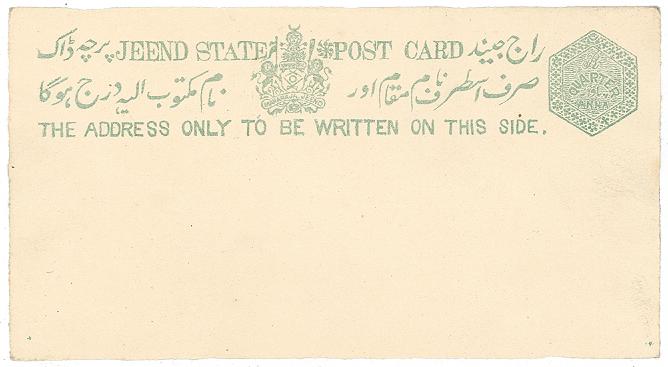 پرچہ ڈاک JEEND STATE POST CARD راج جیند
صرف اسطرف نام مقام اور نام مکتوب الیہ درج ہوگا
THE ADDRESS ONLY TO BE WRITTEN ON THIS SIDE.
QUARTER
ANNA